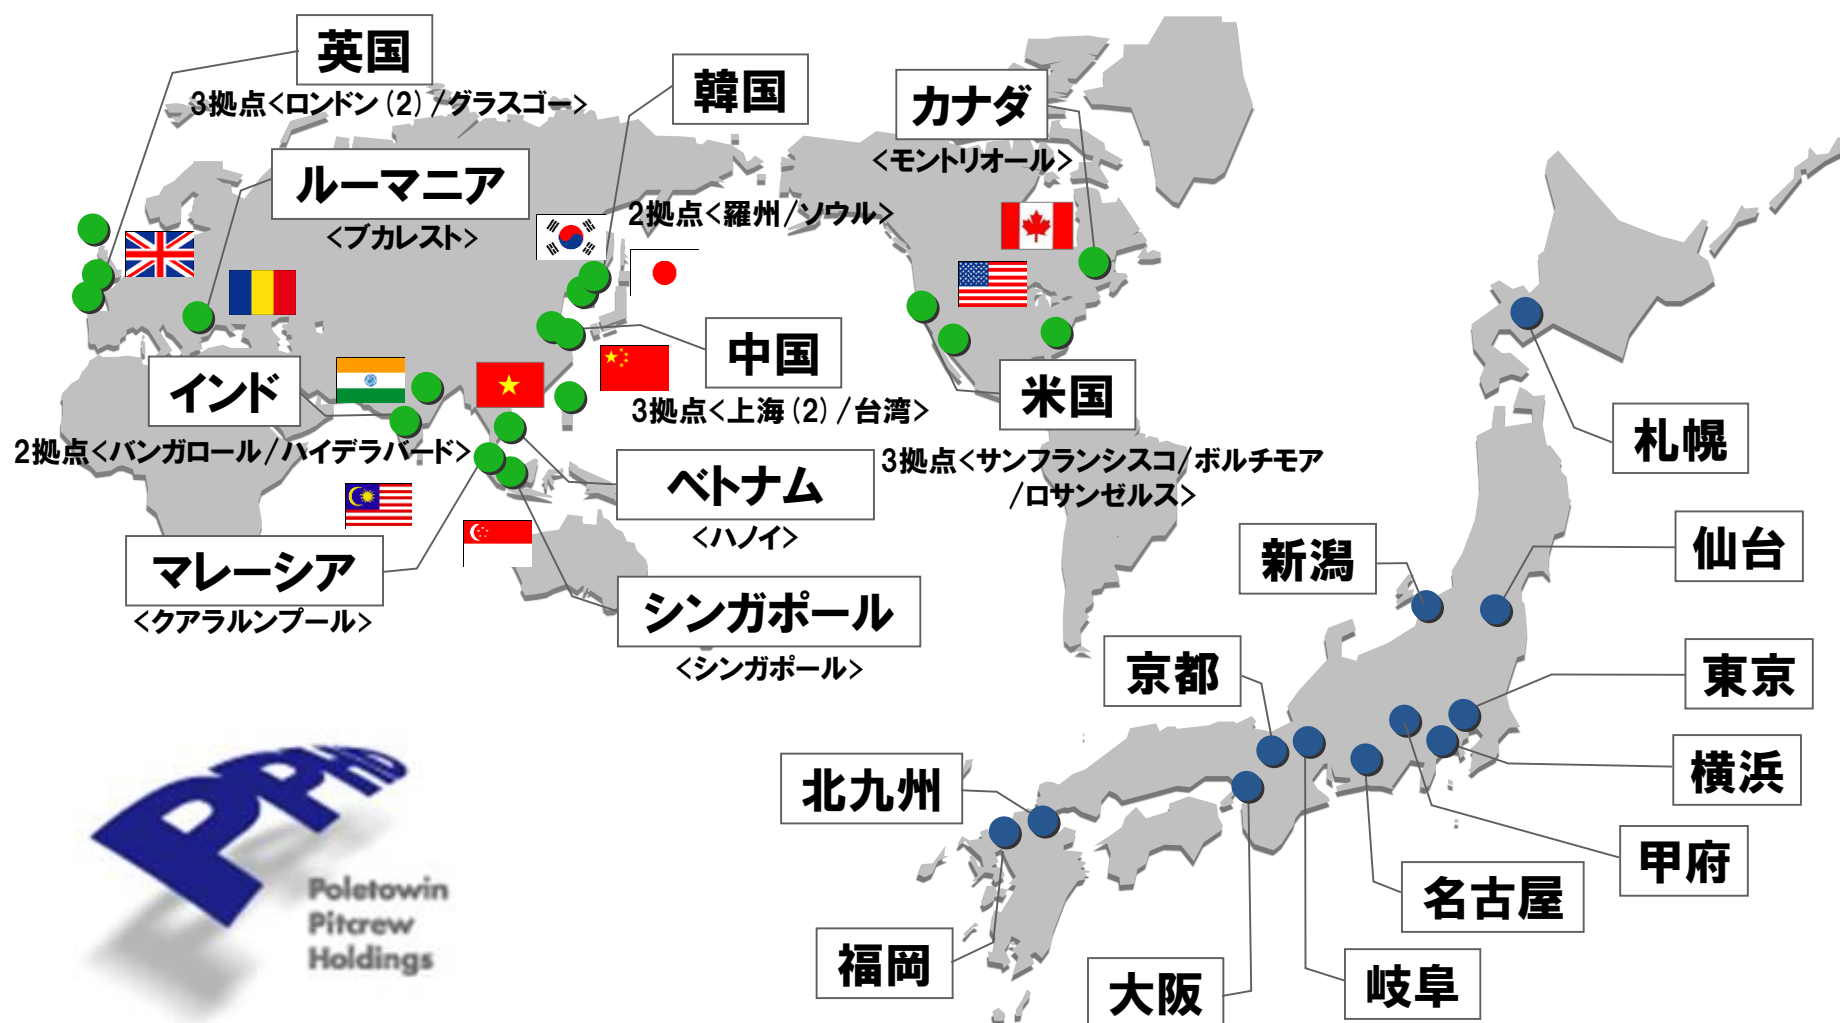 英国
3拠点<ロンドン(2)/グラスゴー>
韓国
2拠点<羅州/ソウル>
カナダ
<モントリオール>
ルーマニア
<ブカレスト>
中国
3拠点<上海(2)/台湾>
インド
2拠点<バンガロール/ハイデラバード>
米国
3拠点<サンフランシスコ/ボルチモア
/ロサンゼルス>
ベトナム
<ハノイ>
マレーシア
<クアラルンプール>
シンガポール
<シンガポール>
札幌
仙台
新潟
東京
京都
横浜
北九州
甲府
名古屋
福岡
岐阜
大阪
PPHD
Poletowin
Pitcrew
Holdings